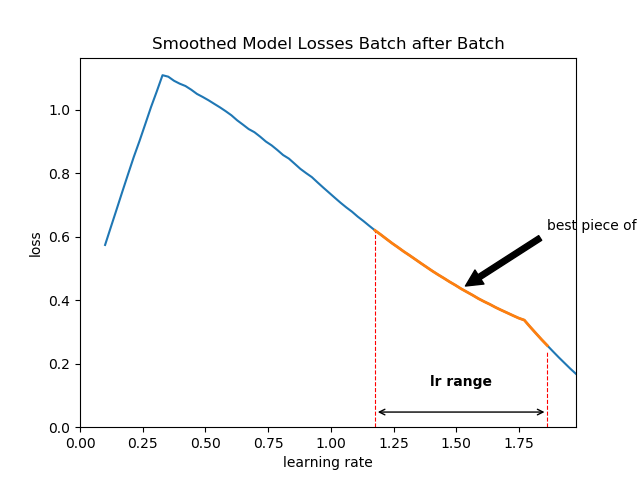 Smoothed Model Losses Batch after Batch
1.0
0.8
best piece of
0.6
loss
0.4
lr range
0.2
0.0
0.00 0.25 0.50 0.75 1.00 1.25 1.50 1.75
learning rate